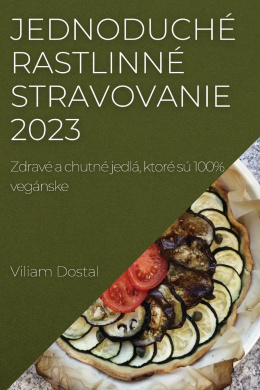 JEDNODUCHÉ
RASTLINNÉ
STRAVOVANIE
2023
Zdravé a chutné jedlá, ktoré sú 100%
vegánske
Viliam Dostal